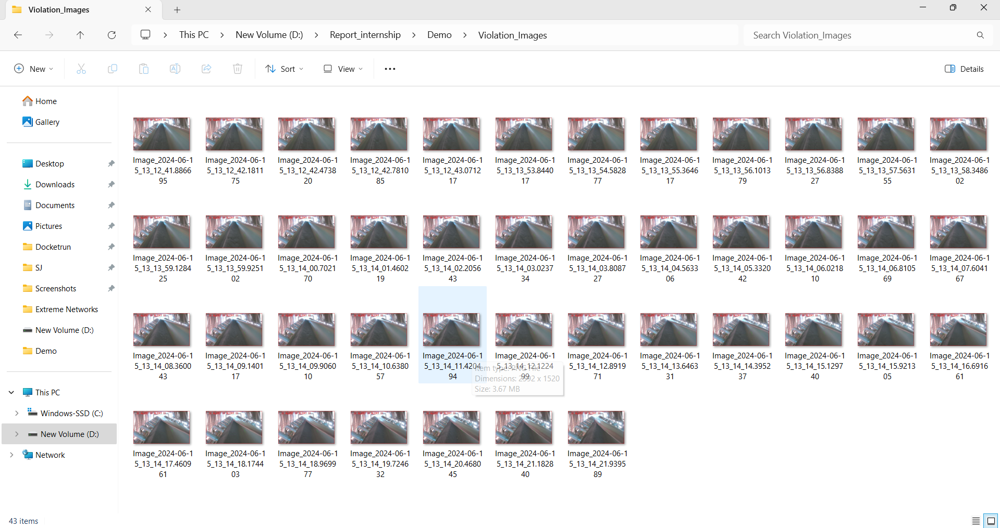 Violation_Images
This PC > New Volume (D:) > Report_internship > Demo > Violation_Images
Search Violation_Images
New
Sort
View
Details
Home
Gallery
Desktop
Downloads
Documents
Pictures
Docketrun
SJ
Screenshots
Extreme Networks
New Volume (D:)
Demo
This PC
Windows-SSD (C:)
New Volume (D:)
Network
Image_2024-06-1 Image_2024-06-1 Image_2024-06-1 Image_2024-06-1 Image_2024-06-1 Image_2024-06-1 Image_2024-06-1 Image_2024-06-1 Image_2024-06-1 Image_2024-06-1 Image_2024-06-1 Image_2024-06-1
5_13_12_41.8866 5_13_12_42.1811 5_13_12_42.4738 5_13_12_42.7810 5_13_12_43.0712 5_13_13_53.8440 5_13_13_54.5828 5_13_13_55.3646 5_13_13_56.1013 5_13_13_56.8388 5_13_13_57.5631 5_13_13_58.3486
95 75 20 85 17 17 77 17 79 27 55 02
Image_2024-06-1 Image_2024-06-1 Image_2024-06-1 Image_2024-06-1 Image_2024-06-1 Image_2024-06-1 Image_2024-06-1 Image_2024-06-1 Image_2024-06-1 Image_2024-06-1 Image_2024-06-1 Image_2024-06-1
5_13_13_59.1284 5_13_13_59.9251 5_13_14_00.7021 5_13_14_01.4602 5_13_14_02.2056 5_13_14_03.0237 5_13_14_03.8087 5_13_14_04.5633 5_13_14_05.3320 5_13_14_06.0218 5_13_14_06.8105 5_13_14_07.6041
25 02 70 19 43 34 27 06 42 10 69 67
Image_2024-06-1 Image_2024-06-1 Image_2024-06-1 Image_2024-06-1 Image_2024-06-1 Image_2024-06-1 Image_2024-06-1 Image_2024-06-1 Image_2024-06-1 Image_2024-06-1 Image_2024-06-1 Image_2024-06-1
5_13_14_08.3600 5_13_14_09.1401 5_13_14_09.9060 5_13_14_10.6380 5_13_14_11.4204 5_13_14_12.1224 5_13_14_12.8919 5_13_14_13.6463 5_13_14_14.3952 5_13_14_15.1297 5_13_14_15.9213 5_13_14_16.6916
43 17 10 57 94 99 71 31 37 40 05 61
Item type: PNG File
Dimensions: 2592 x 1520
Size: 3.67 MB
Image_2024-06-1 Image_2024-06-1 Image_2024-06-1 Image_2024-06-1 Image_2024-06-1 Image_2024-06-1 Image_2024-06-1
5_13_14_17.4609 5_13_14_18.1744 5_13_14_18.9699 5_13_14_19.7246 5_13_14_20.4680 5_13_14_21.1828 5_13_14_21.9395
61 03 77 32 45 40 89
43 items